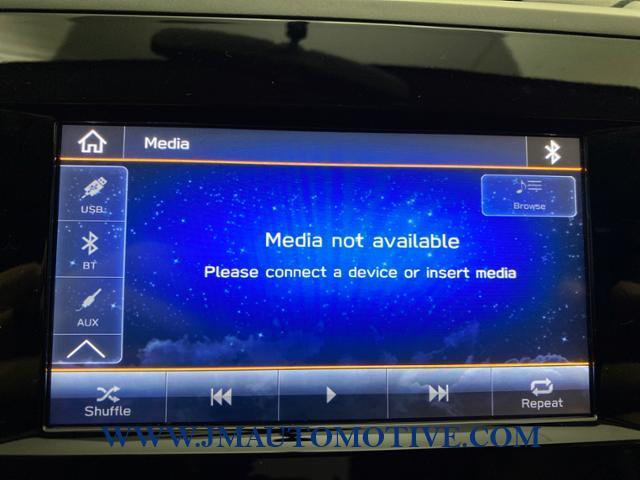 Media
USB
Browse
Media not available
BT
Please connect a device or insert media
AUX
Shuffle
Repeat
WWW.JMAUTOMOTIVE.COM